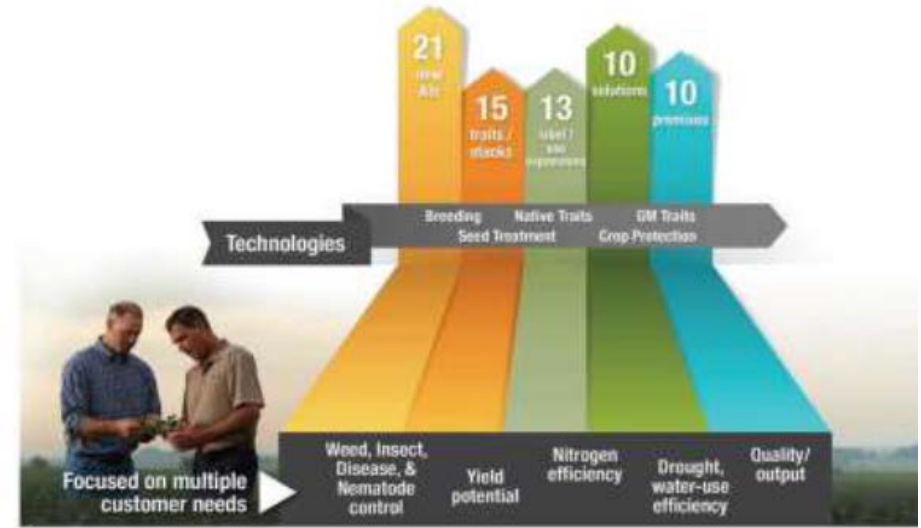 21
new
AIs
15
traits /
stacks
13
label /
use
expansions
10
solutions
10
premixes
Technologies
Breeding
Native Traits
GM Traits
Seed Treatment
Crop Protection
Focused on multiple
customer needs
Weed, Insect,
Disease, &
Nematode
control
Yield
potential
Nitrogen
efficiency
Drought,
water-use
efficiency
Quality/
output